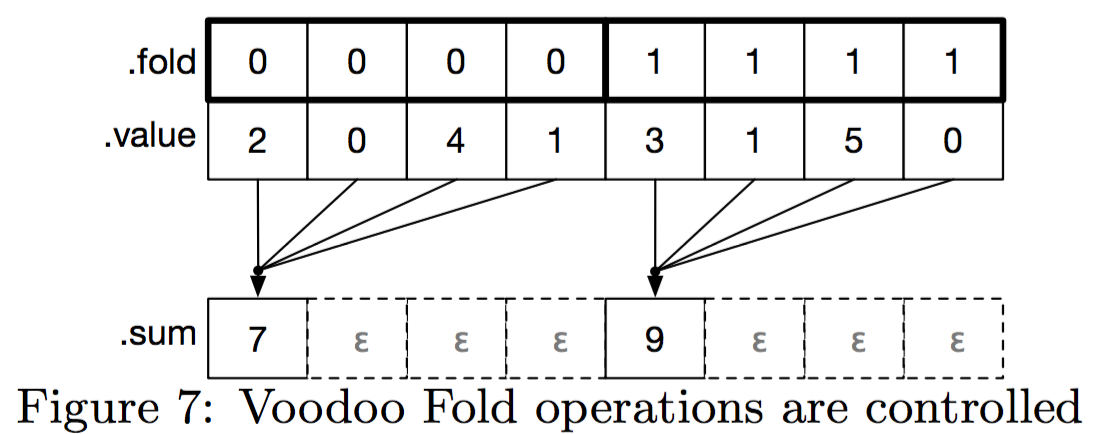 .fold 0 0 0 0 1 1 1 1
.value 2 0 4 1 3 1 5 0
.sum 7 ε ε ε 9 ε ε ε
Figure 7: Voodoo Fold operations are controlled